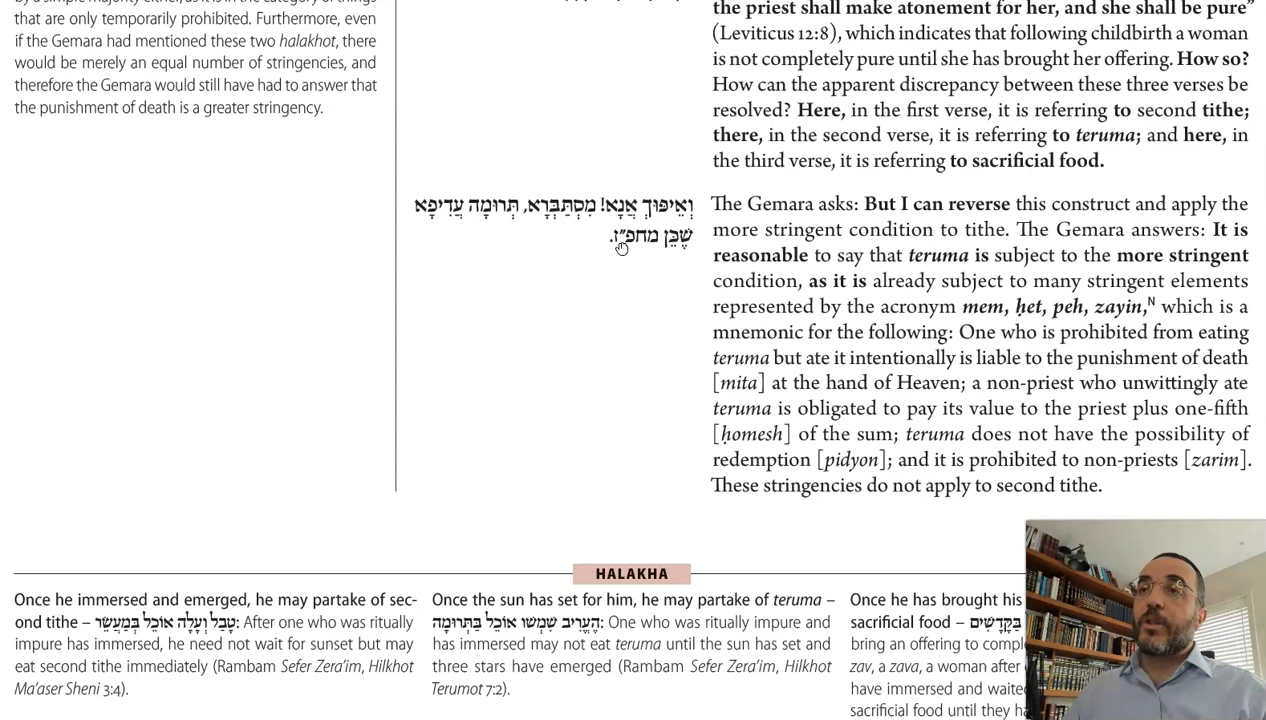 that are only temporarily prohibited. Furthermore, even
if the Gemara had mentioned these two halakhot, there
would be merely an equal number of stringencies, and
therefore the Gemara would still have had to answer that
the punishment of death is a greater stringency.
the priest shall make atonement for her, and she shall be pure”
(Leviticus 12:8), which indicates that following childbirth a woman
is not completely pure until she has brought her offering. How so?
How can the apparent discrepancy between these three verses be
resolved? Here, in the first verse, it is referring to second tithe;
there, in the second verse, it is referring to teruma; and here, in
the third verse, it is referring to sacrificial food.
וְאֵיפוּךְ אֲנָא! מִסְתַּבְּרָא, תְּרוּמָה עֲדִיפָא
שֶׁכֵּן מחפ״ז.
The Gemara asks: But I can reverse this construct and apply the
more stringent condition to tithe. The Gemara answers: It is
reasonable to say that teruma is subject to the more stringent
condition, as it is already subject to many stringent elements
represented by the acronym mem, ḥet, peh, zayin,N which is a
mnemonic for the following: One who is prohibited from eating
teruma but ate it intentionally is liable to the punishment of death
[mita] at the hand of Heaven; a non-priest who unwittingly ate
teruma is obligated to pay its value to the priest plus one-fifth
[ḥomesh] of the sum; teruma does not have the possibility of
redemption [pidyon]; and it is prohibited to non-priests [zarim].
These stringencies do not apply to second tithe.
HALAKHA
Once he immersed and emerged, he may partake of sec-
ond tithe – טָבַל וְעָלָה אוֹכֵל בְּמַעֲשֵׂר: After one who was ritually
impure has immersed, he need not wait for sunset but may
eat second tithe immediately (Rambam Sefer Zera’im, Hilkhot
Ma’aser Sheni 3:4).
Once the sun has set for him, he may partake of teruma –
הֶעֱרִיב שִׁמְשׁוֹ אוֹכֵל בִּתְרוּמָה: One who was ritually impure and
has immersed may not eat teruma until the sun has set and
three stars have emerged (Rambam Sefer Zera’im, Hilkhot
Terumot 7:2).
Once he has brought his
sacrificial food – בְּקָדָשִׁים
bring an offering to
zav, a zava, a woman after
have immersed and
sacrificial food until they